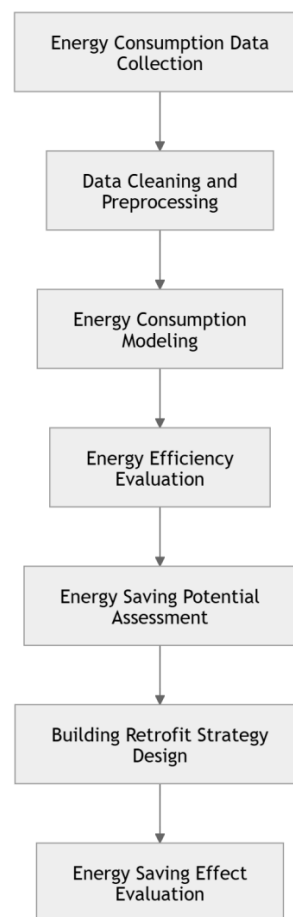 Energy Consumption Data
Collection
Data Cleaning and
Preprocessing
Energy Consumption
Modeling
Energy Efficiency
Evaluation
Energy Saving Potential
Assessment
Building Retrofit Strategy
Design
Energy Saving Effect
Evaluation